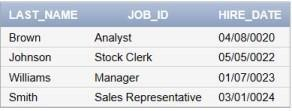 LAST_NAME JOB_ID HIRE_DATE
Brown Analyst 04/08/0020
Johnson Stock Clerk 05/05/0022
Williams Manager 01/07/0023
Smith Sales Representative 03/01/0024